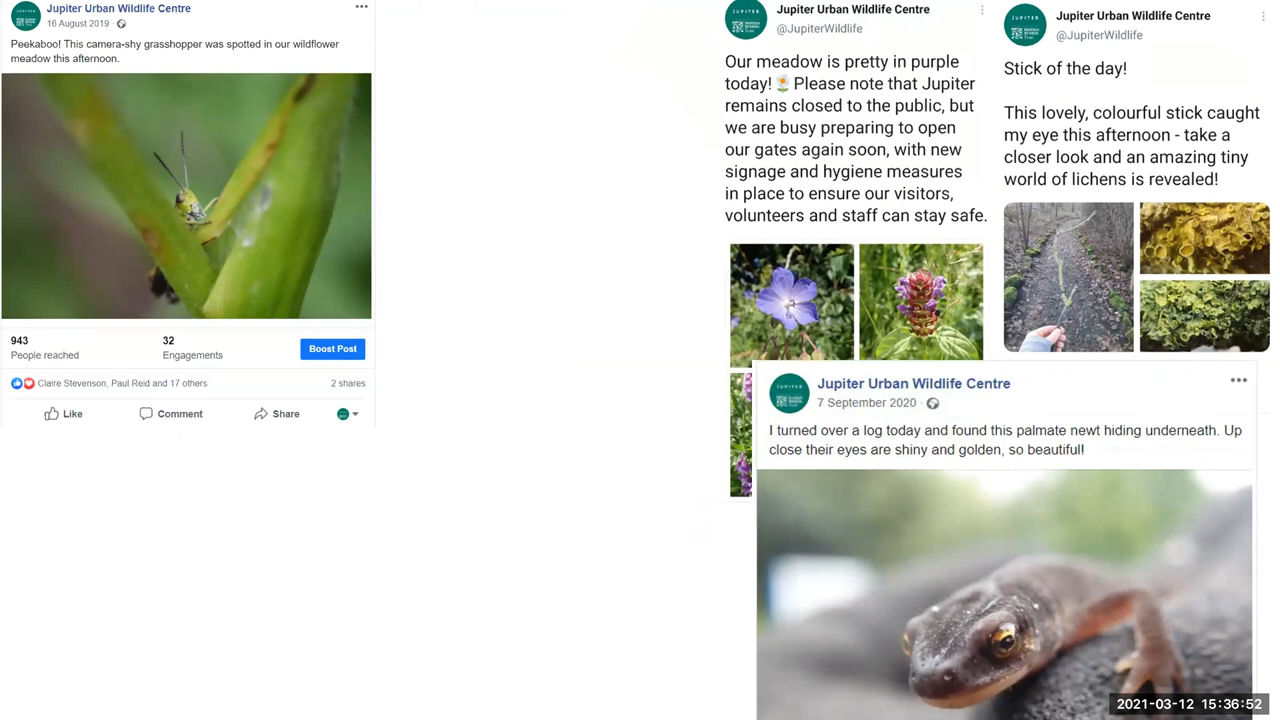 Jupiter Urban Wildlife Centre
16 August 2019 ·
Peekaboo! This camera-shy grasshopper was spotted in our wildflower
meadow this afternoon.
943
People reached
32
Engagements
Boost Post
Claire Stevenson, Paul Reid and 17 others
2 shares
Like
Comment
Share
Jupiter Urban Wildlife Centre
@JupiterWildlife
Our meadow is pretty in purple
today!🌼Please note that Jupiter
remains closed to the public, but
we are busy preparing to open
our gates again soon, with new
signage and hygiene measures
in place to ensure our visitors,
volunteers and staff can stay safe.
Jupiter Urban Wildlife Centre
@JupiterWildlife
Stick of the day!
This lovely, colourful stick caught
my eye this afternoon - take a
closer look and an amazing tiny
world of lichens is revealed!
JUPITER
Jupiter Urban Wildlife Centre
7 September 2020 ·
I turned over a log today and found this palmate newt hiding underneath. Up
close their eyes are shiny and golden, so beautiful!
2021-03-12 15:36:52